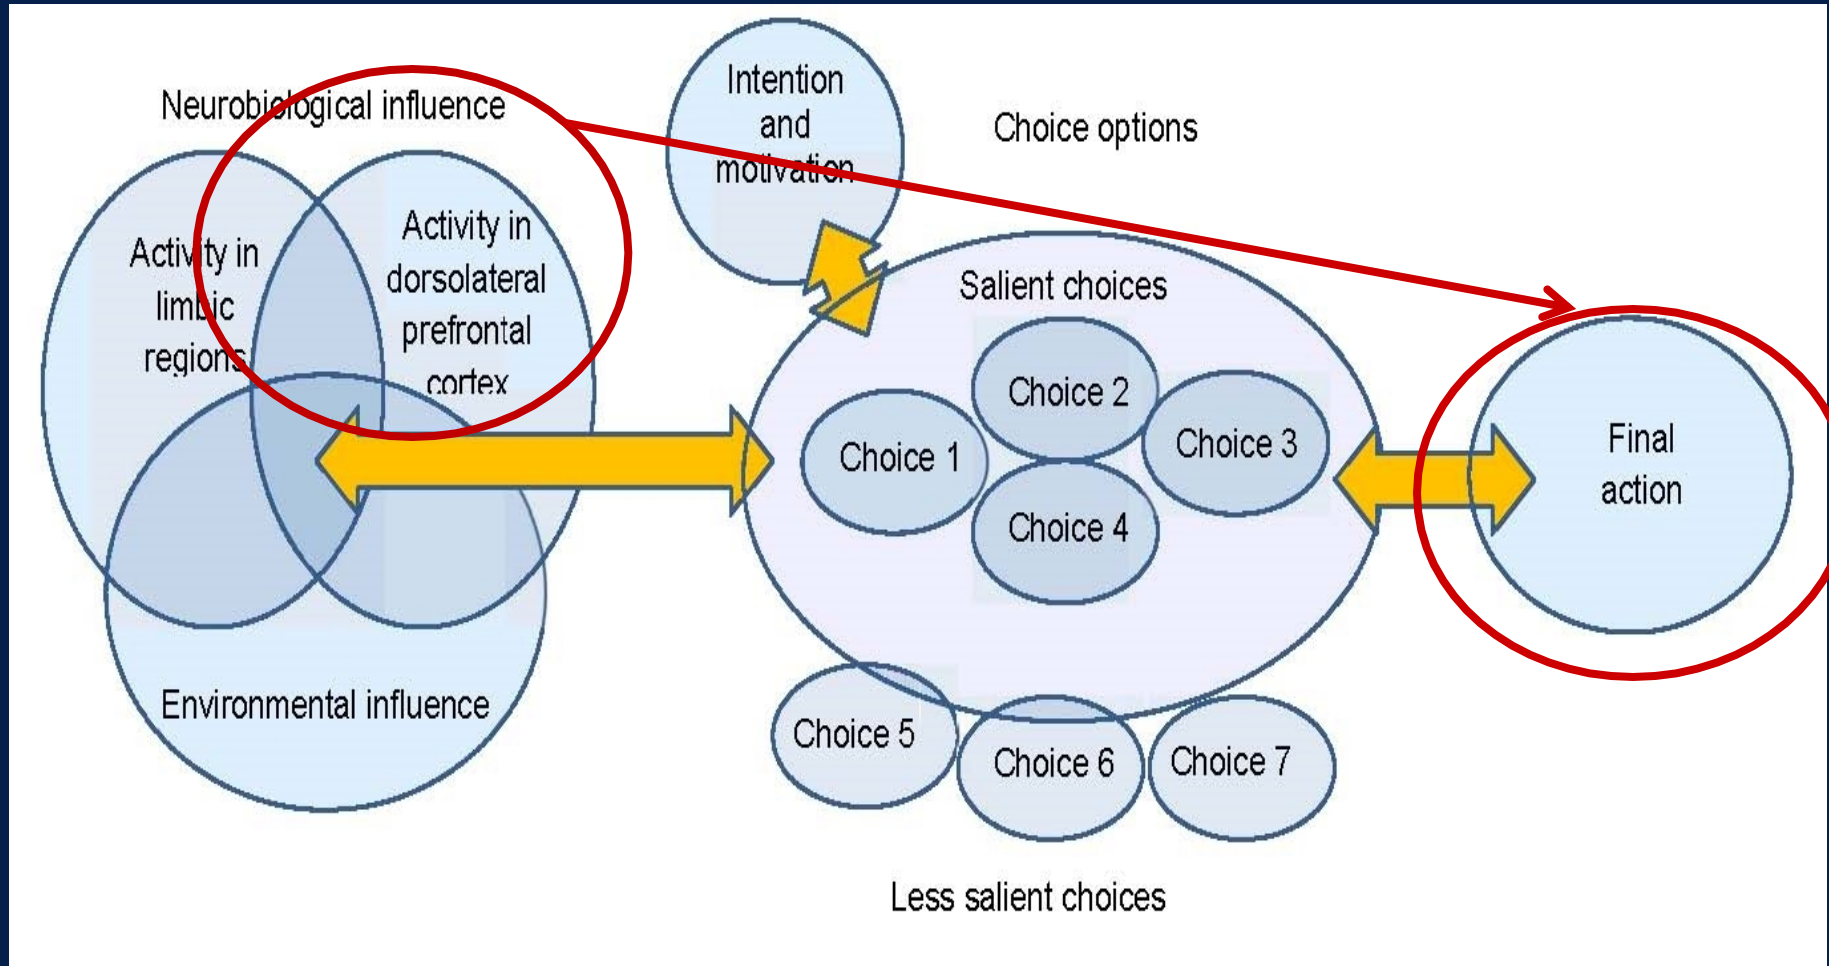 Neurobiological influence
Activity in
limbic
regions
Activity in
dorsolateral
prefrontal
cortex
Environmental influence
Intention
and
motivation
Choice options
Salient choices
Choice 1
Choice 2
Choice 3
Choice 4
Choice 5
Choice 6
Choice 7
Less salient choices
Final
action